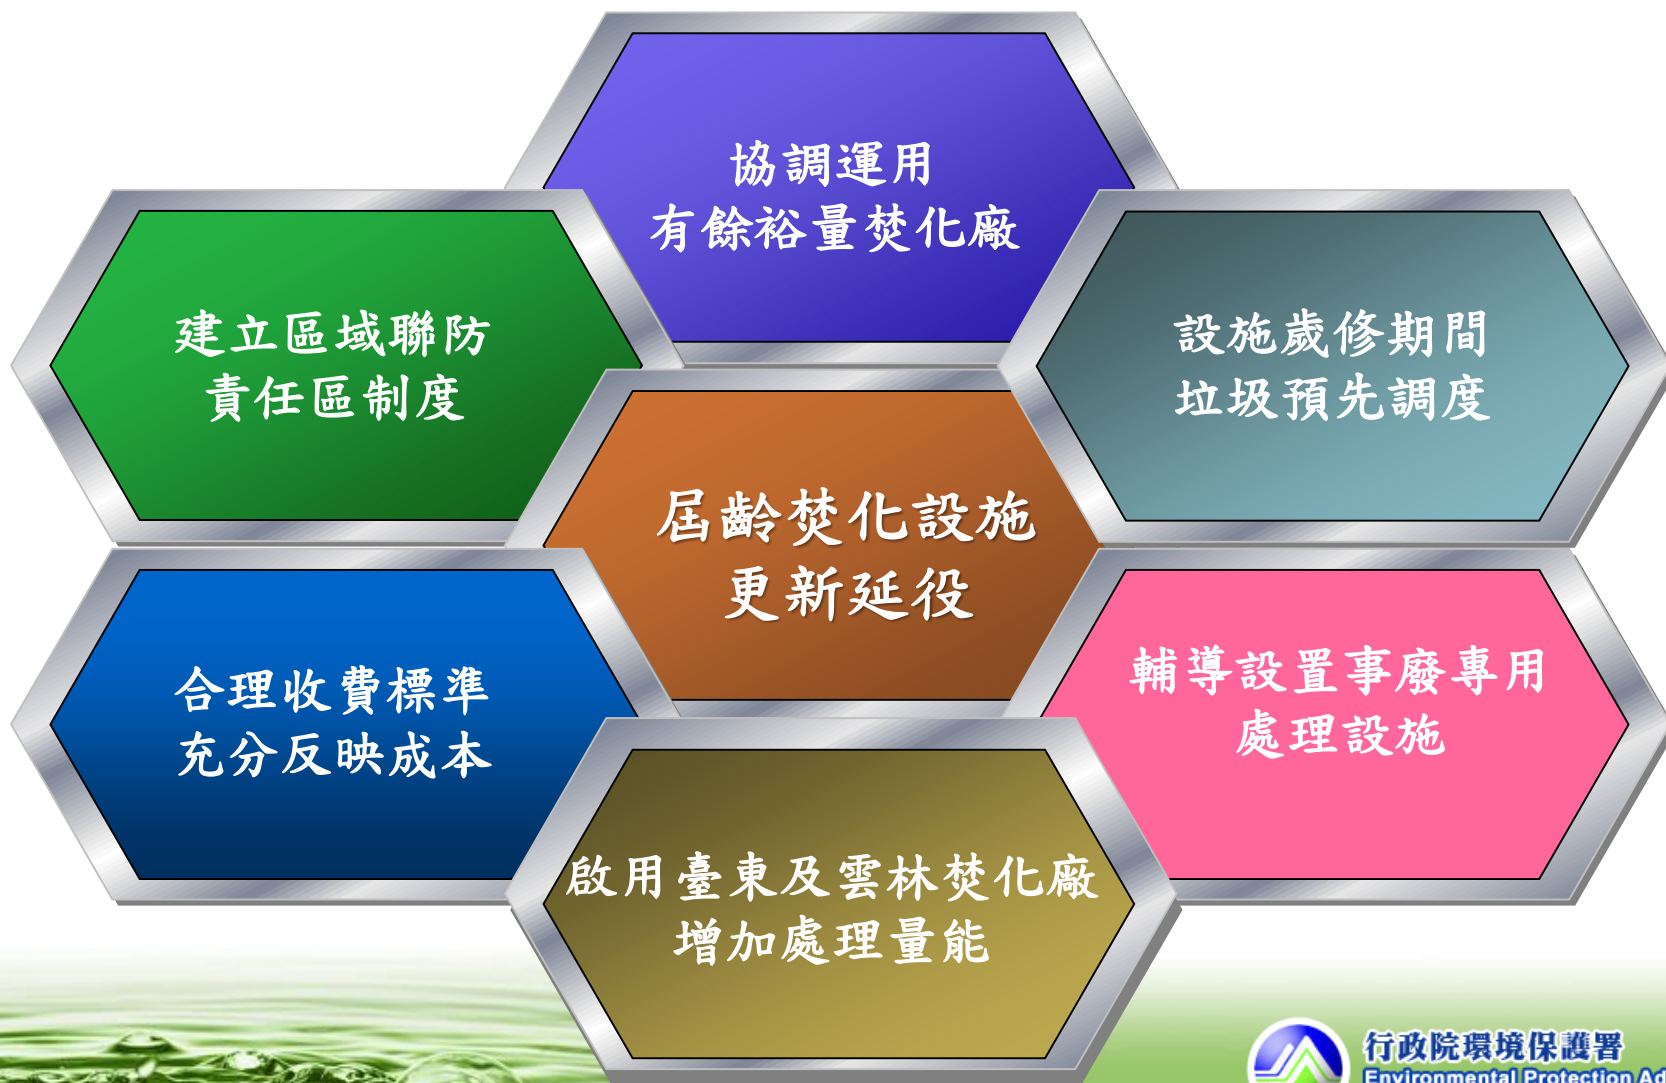 協調運用
有餘裕量焚化廠
建立區域聯防
責任區制度
設施歲修期間
垃圾預先調度
屆齡焚化設施
更新延役
合理收費標準
充分反映成本
輔導設置事廢專用
處理設施
啟用臺東及雲林焚化廠
增加處理量能
行政院環境保護署
Environmental Protection Ad